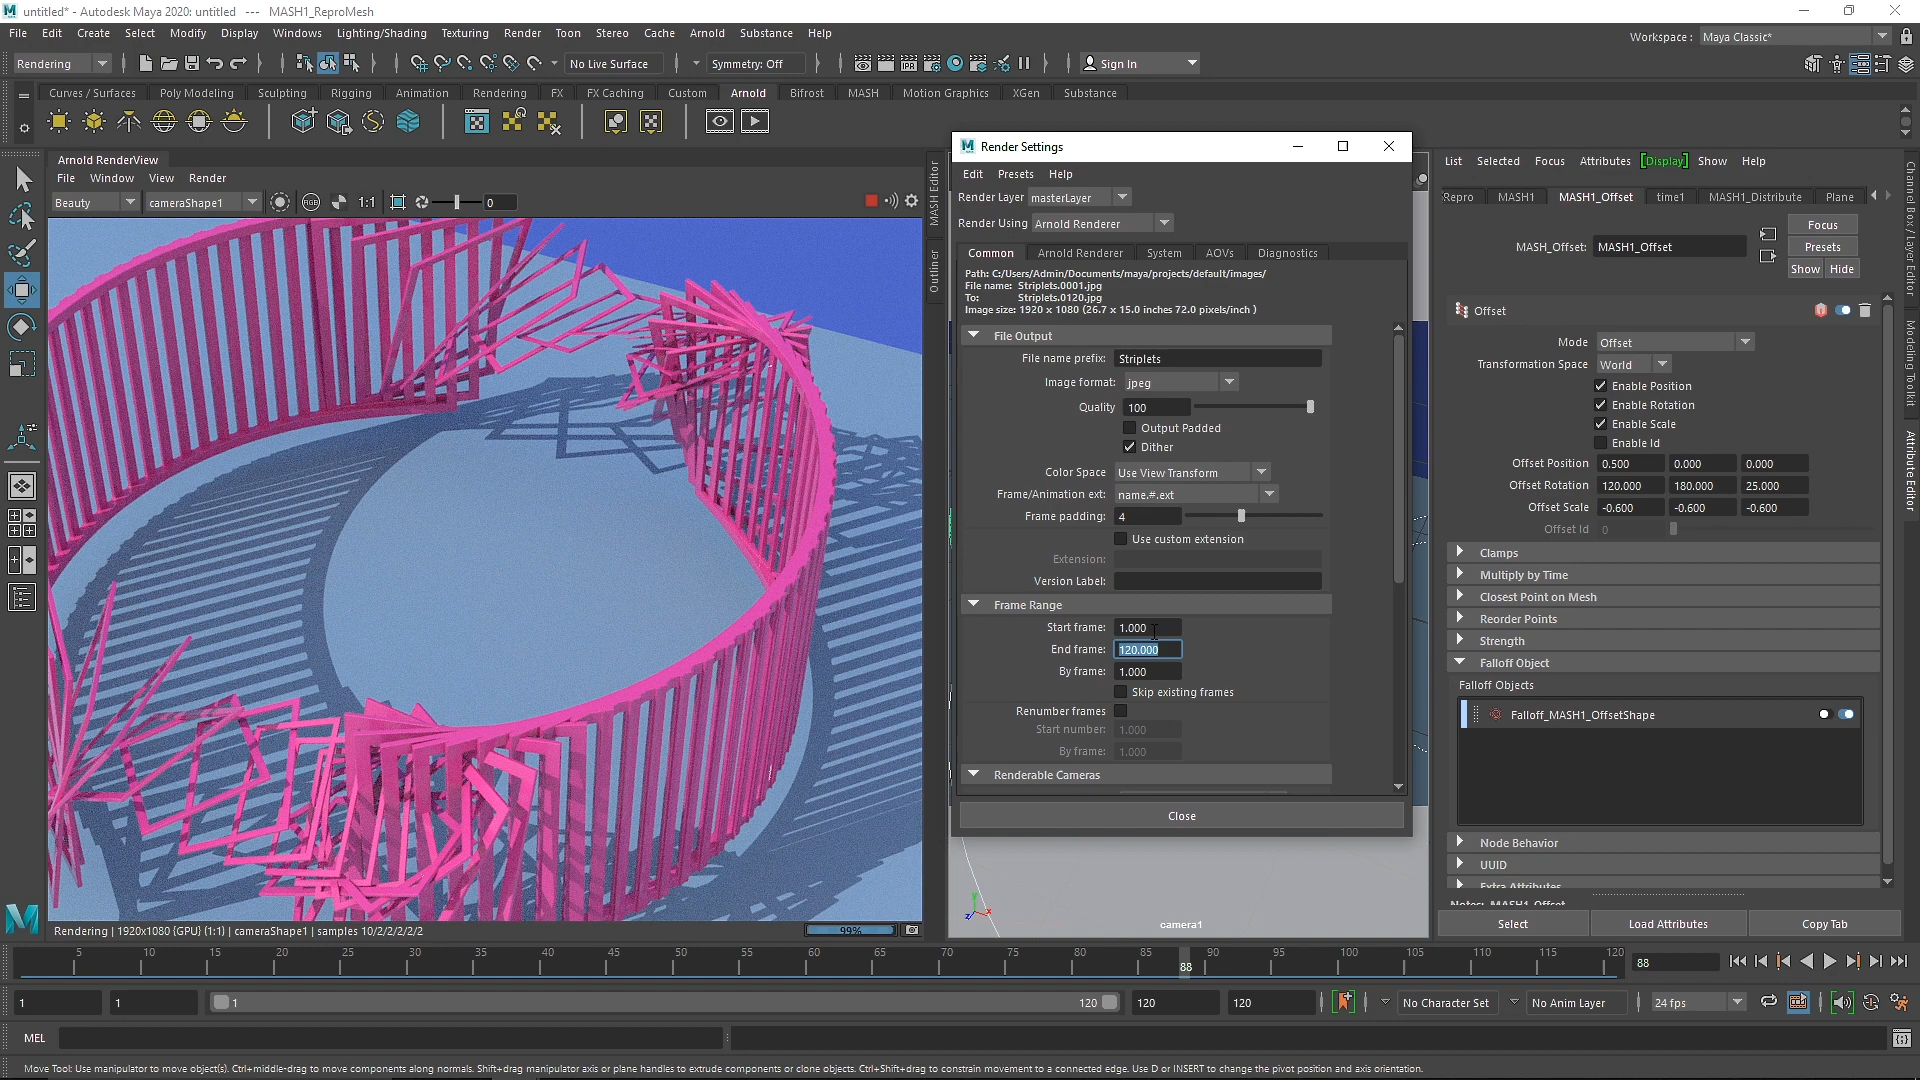 untitled* - Autodesk Maya 2020: untitled --- MASH1_ReproMesh
File Edit Create Select Modify Display Windows Lighting/Shading Texturing Render Toon Stereo Cache Arnold Substance Help
Workspace : Maya Classic*
Rendering No Live Surface Symmetry: Off Sign In
Curves / Surfaces Poly Modeling Sculpting Rigging Animation Rendering FX FX Caching Custom Arnold Bifrost MASH Motion Graphics XGen Substance
Arnold RenderView
File Window View Render
Beauty cameraShape1 RGB 1:1 0
MASH Editor
Outliner
Render Settings
Edit Presets Help
Render Layer masterLayer
Render Using Arnold Renderer
Common Arnold Renderer System AOVs Diagnostics
Path: C:/Users/Admin/Documents/maya/projects/default/images/
File name: Striplets.0001.jpg
To: Striplets.0120.jpg
Image size: 1920 x 1080 (26.7 x 15.0 inches 72.0 pixels/inch )
File Output
File name prefix: Striplets
Image format: jpeg
Quality 100
Output Padded
Dither
Color Space Use View Transform
Frame/Animation ext: name.#.ext
Frame padding: 4
Use custom extension
Extension:
Version Label:
Frame Range
Start frame: 1.000
End frame: 120.000
By frame: 1.000
Skip existing frames
Renumber frames
Start number: 1.000
By frame: 1.000
Renderable Cameras
Close
camera1
List Selected Focus Attributes [Display] Show Help
Repro MASH1 MASH1_Offset time1 MASH1_Distribute Plane
Focus
MASH_Offset: MASH1_Offset Presets
Show Hide
Offset
Mode Offset
Transformation Space World
Enable Position
Enable Rotation
Enable Scale
Enable Id
Offset Position 0.500 0.000 0.000
Offset Rotation 120.000 180.000 25.000
Offset Scale -0.600 -0.600 -0.600
Offset Id 0
Clamps
Multiply by Time
Closest Point on Mesh
Reorder Points
Strength
Falloff Object
Falloff Objects
Falloff_MASH1_OffsetShape
Node Behavior
UUID
Extra Attributes
Notes: MASH1_Offset
Select Load Attributes Copy Tab
Channel Box / Layer Editor
Modeling Toolkit
Attribute Editor
Rendering | 1920x1080 (GPU) (1:1) | cameraShape1 | samples 10/2/2/2/2/2 99%
5 10 15 20 25 30 35 40 45 50 55 60 65 70 75 80 85 88 90 95 100 105 110 115 120 88
1 1 1 120 120 120 No Character Set No Anim Layer 24 fps
MEL
Move Tool: Use manipulator to move object(s). Ctrl+middle-drag to move components along normals. Shift+drag manipulator axis or plane handles to extrude components or clone objects. Ctrl+Shift+drag to constrain movement to a connected edge. Use D or INSERT to change the pivot position and axis orientation.